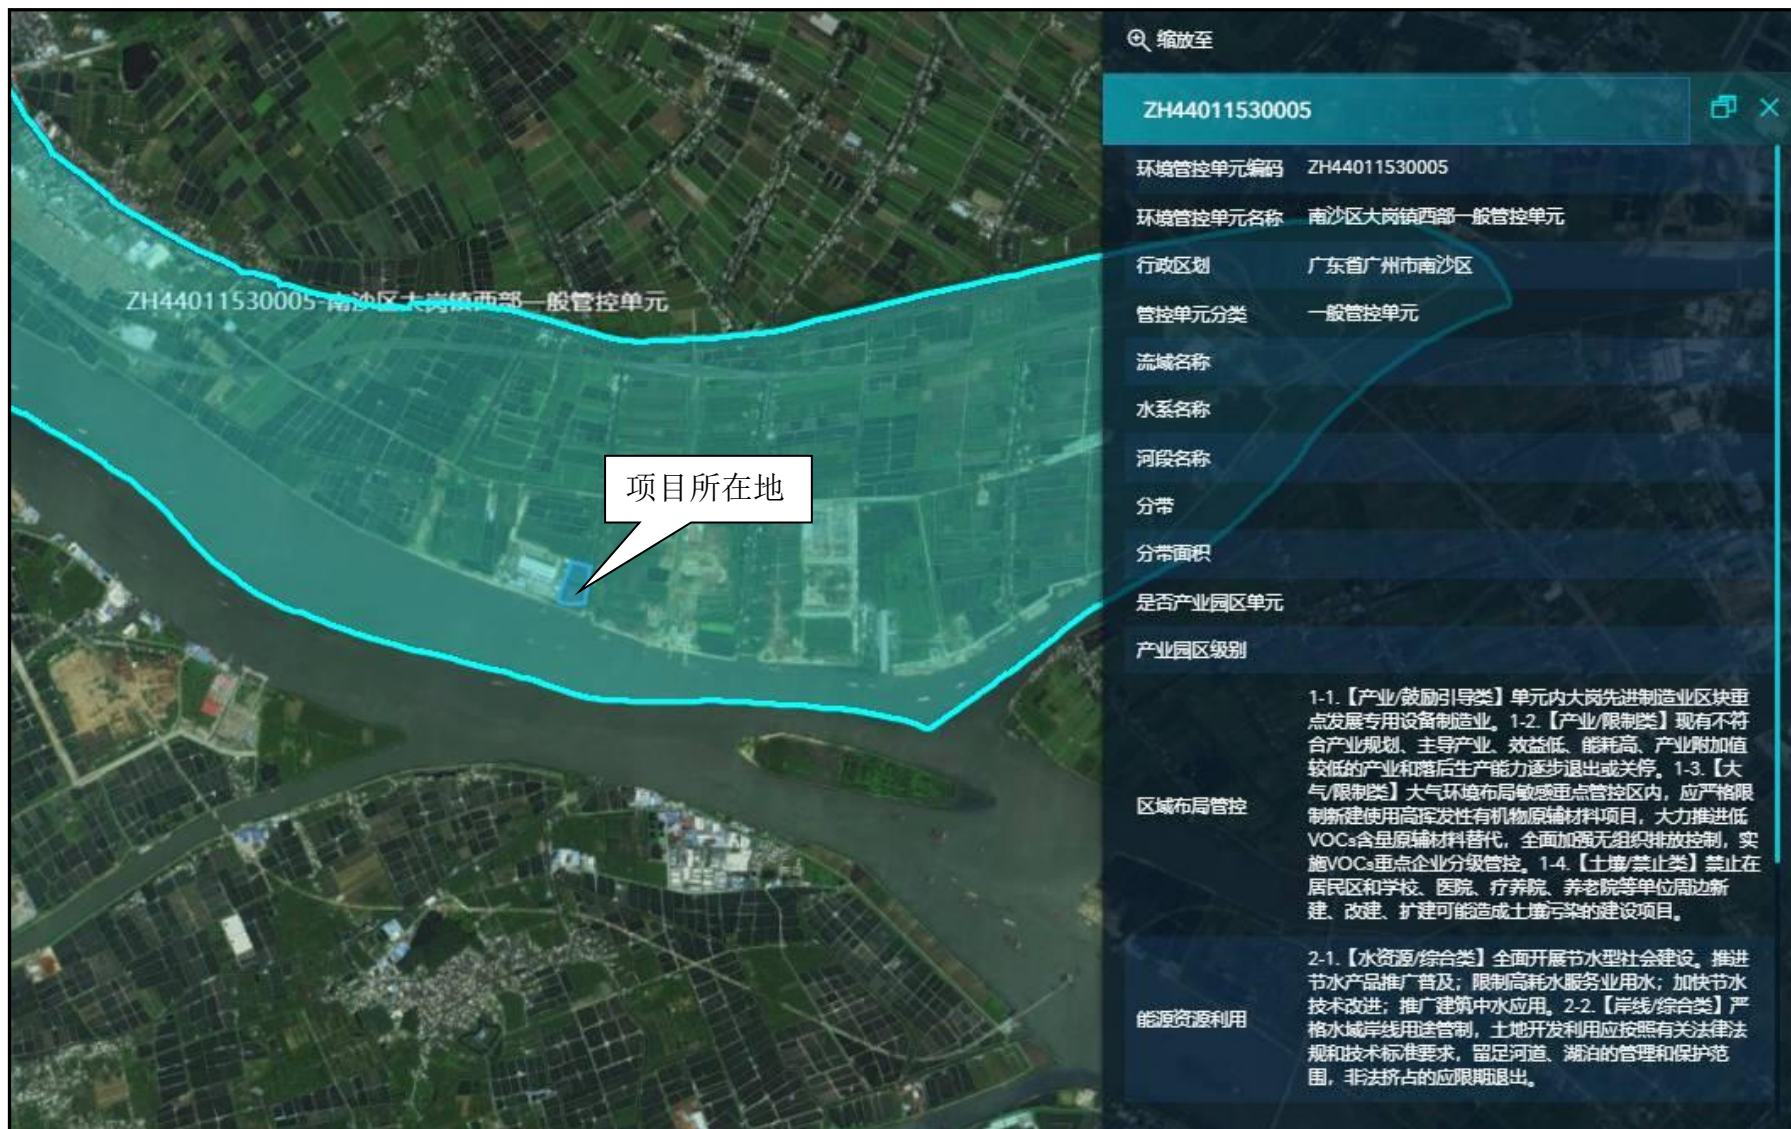 缩放至
ZH44011530005
环境管控单元编码 ZH44011530005
环境管控单元名称 南沙区大岗镇西部一般管控单元
行政区划 广东省广州市南沙区
管控单元分类 一般管控单元
流域名称
水系名称
河段名称
分带
分带面积
是否产业园区单元
产业园区级别
区域布局管控
1-1.【产业/鼓励引导类】单元内大岗先进制造业区块重
点发展专用设备制造业。1-2.【产业/限制类】现有不符
合产业规划、主导产业、效益低、能耗高、产业附加值
较低的产业和落后生产能力逐步退出或关停。1-3.【大
气/限制类】大气环境布局敏感重点管控区内，应严格限
制新建使用高挥发性有机物原辅材料项目，大力推进低
VOCs含量原辅材料替代，全面加强无组织排放控制，实
施VOCs重点企业分级管控。1-4.【土壤/禁止类】禁止在
居民区和学校、医院、疗养院、养老院等单位周边新
建、改建、扩建可能造成土壤污染的建设项目。
能源资源利用
2-1.【水资源/综合类】全面开展节水型社会建设。推进
节水产品推广普及；限制高耗水服务业用水；加快节水
技术改进；推广建筑中水应用。2-2.【岸线/综合类】严
格水域岸线用途管制，土地开发利用应按照有关法律法
规和技术标准要求，留足河道、湖泊的管理和保护范
围，非法挤占的应限期退出。
ZH44011530005-南沙区大岗镇西部一般管控单元
项目所在地